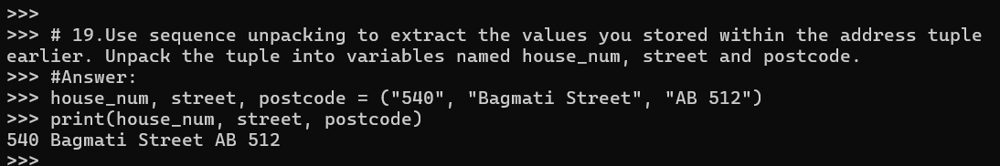 >>>
>>> # 19.Use sequence unpacking to extract the values you stored within the address tuple
earlier. Unpack the tuple into variables named house_num, street and postcode.
>>> #Answer:
>>> house_num, street, postcode = ("540", "Bagmati Street", "AB 512")
>>> print(house_num, street, postcode)
540 Bagmati Street AB 512
>>>